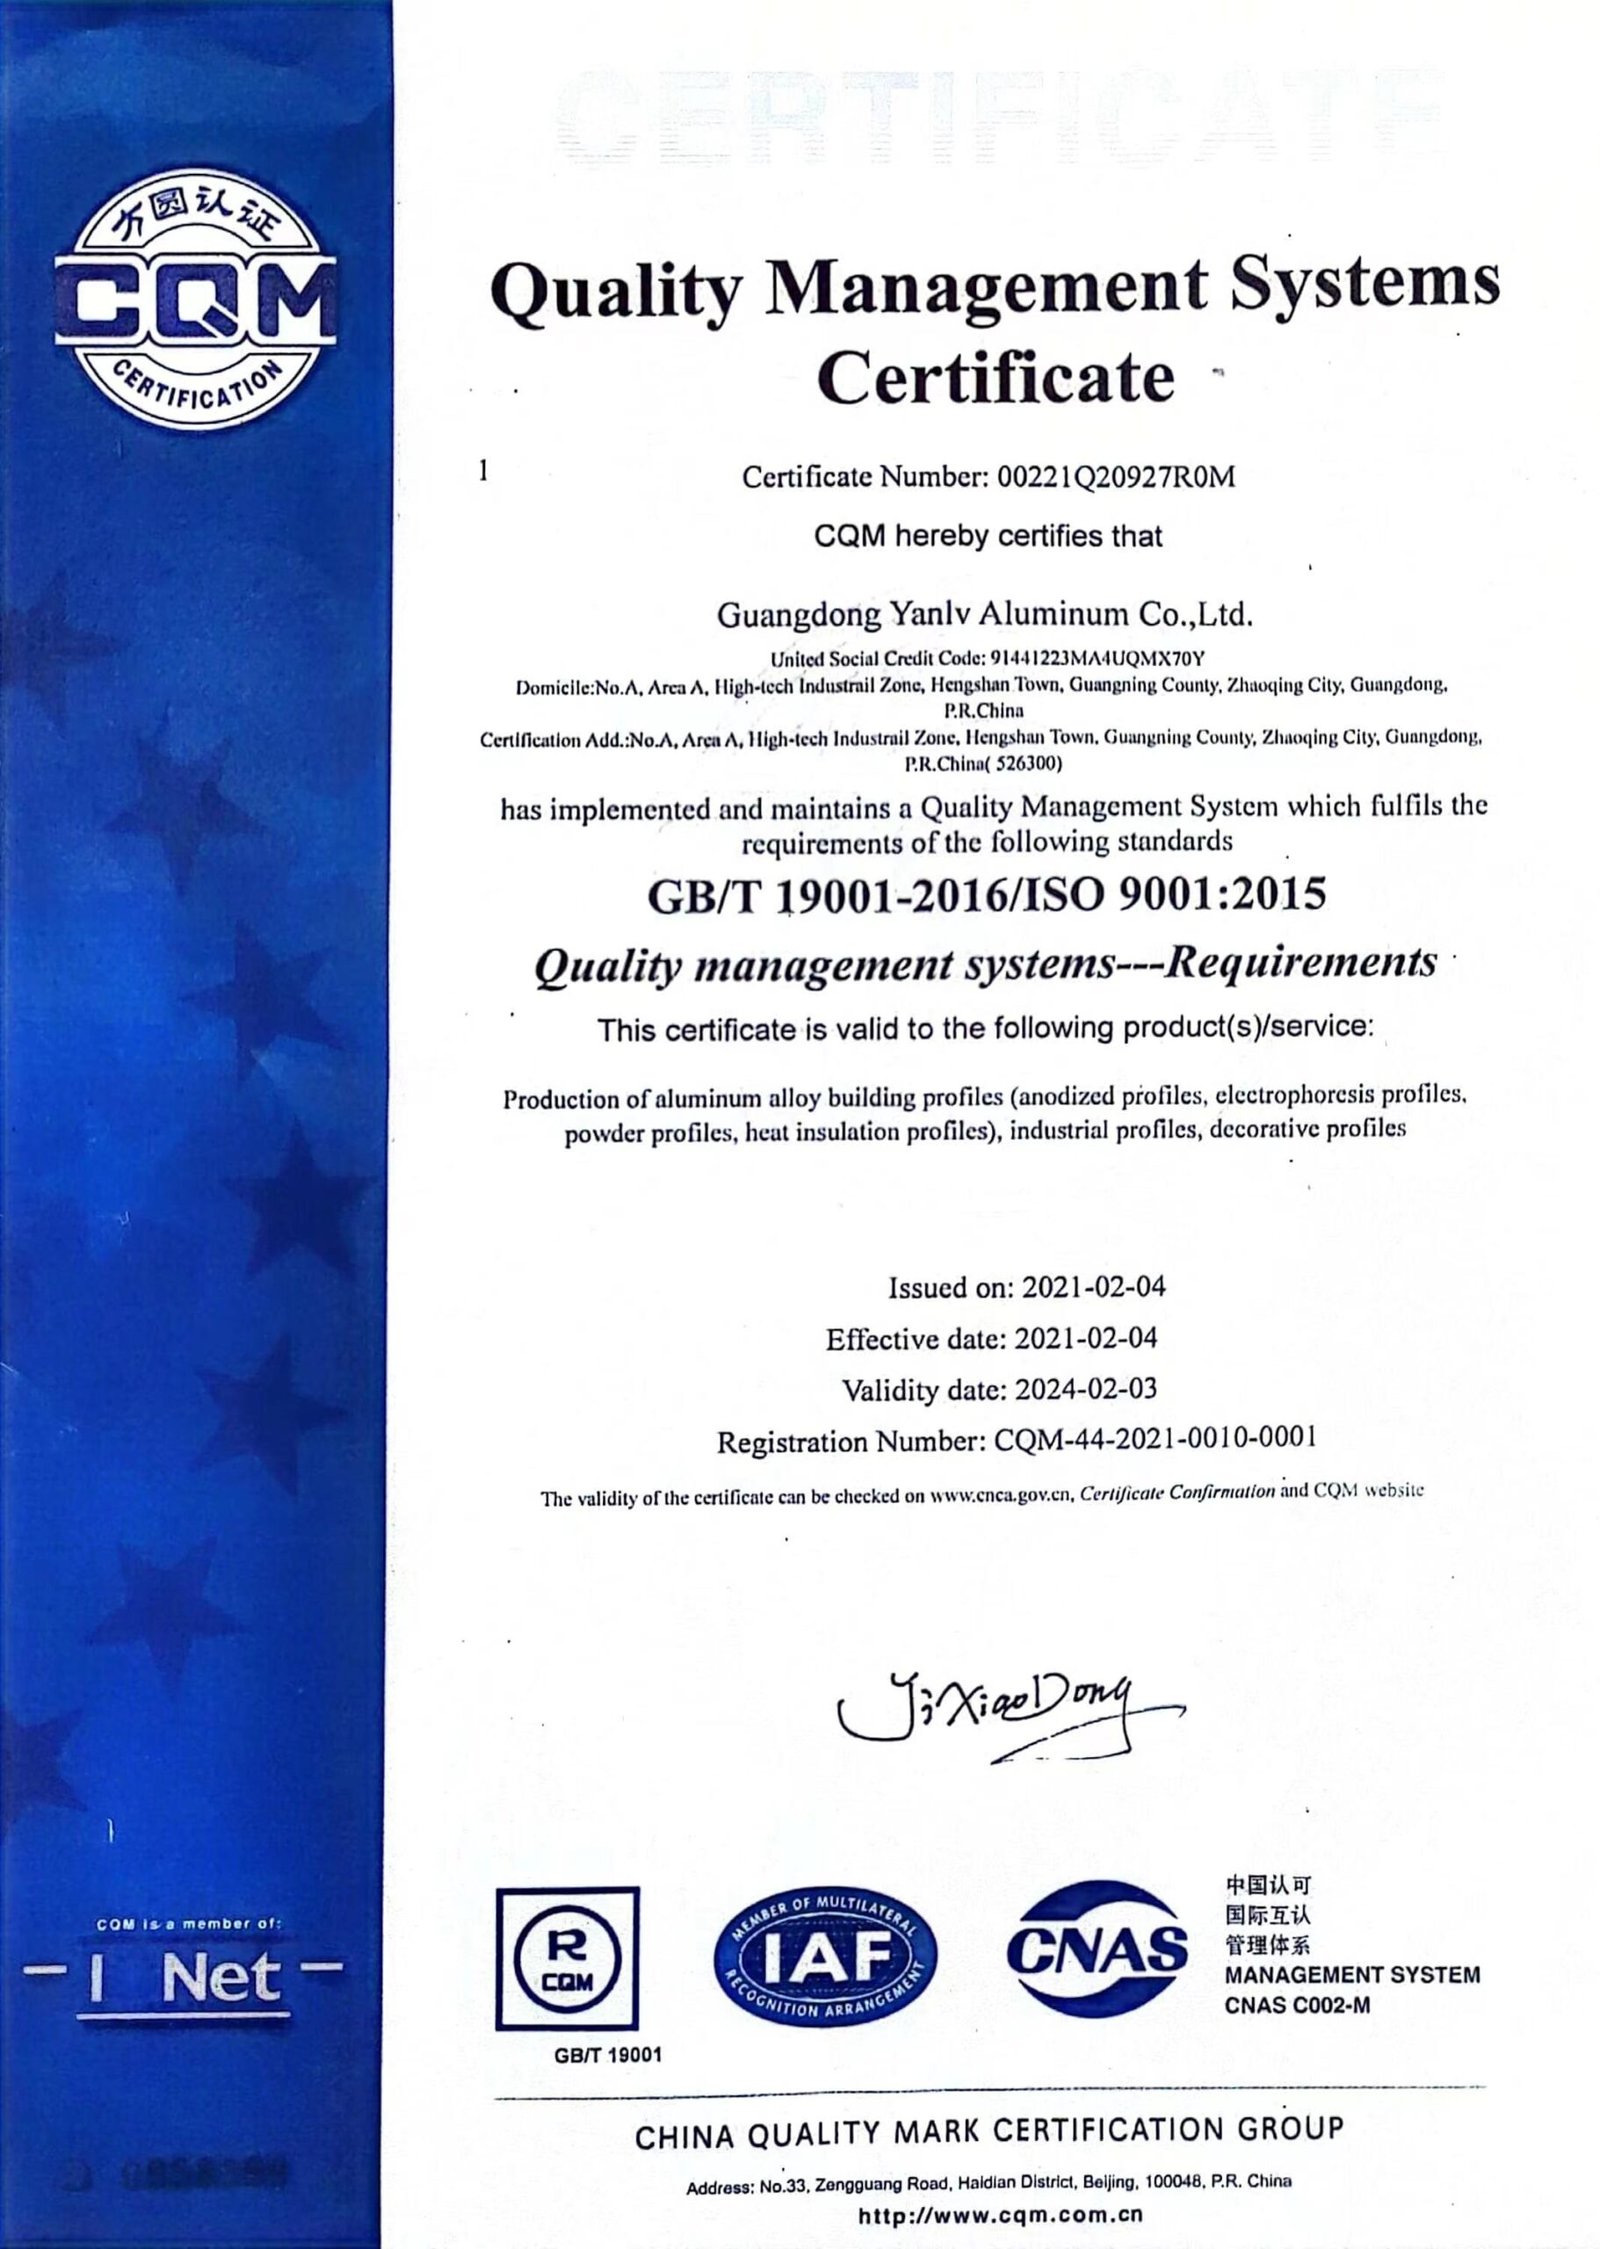 CERTIFICATE
方圆认证
CQM
CERTIFICATION
Quality Management Systems
Certificate
1
Certificate Number: 00221Q20927R0M
CQM hereby certifies that
Guangdong Yanlv Aluminum Co.,Ltd.
United Social Credit Code: 91441223MA4UQMX70Y
Domicile:No.A, Area A, High-tech Industrail Zone, Hengshan Town, Guangning County, Zhaoqing City, Guangdong,
P.R.China
Certification Add.:No.A, Area A, High-tech Industrail Zone, Hengshan Town, Guangning County, Zhaoqing City, Guangdong,
P.R.China( 526300)
has implemented and maintains a Quality Management System which fulfils the
requirements of the following standards
GB/T 19001-2016/ISO 9001:2015
Quality management systems---Requirements
This certificate is valid to the following product(s)/service:
Production of aluminum alloy building profiles (anodized profiles, electrophoresis profiles,
powder profiles, heat insulation profiles), industrial profiles, decorative profiles
Issued on: 2021-02-04
Effective date: 2021-02-04
Validity date: 2024-02-03
Registration Number: CQM-44-2021-0010-0001
The validity of the certificate can be checked on www.cnca.gov.cn, Certificate Confirmation and CQM website
Ji XiaoDong
CQM is a member of:
I Net
R
CQM
GB/T 19001
MEMBER OF MULTILATERAL
IAF
RECOGNITION ARRANGEMENT
CNAS
中国认可
国际互认
管理体系
MANAGEMENT SYSTEM
CNAS C002-M
CHINA QUALITY MARK CERTIFICATION GROUP
Address: No.33, Zengguang Road, Haidian District, Beijing, 100048, P.R. China
http://www.cqm.com.cn